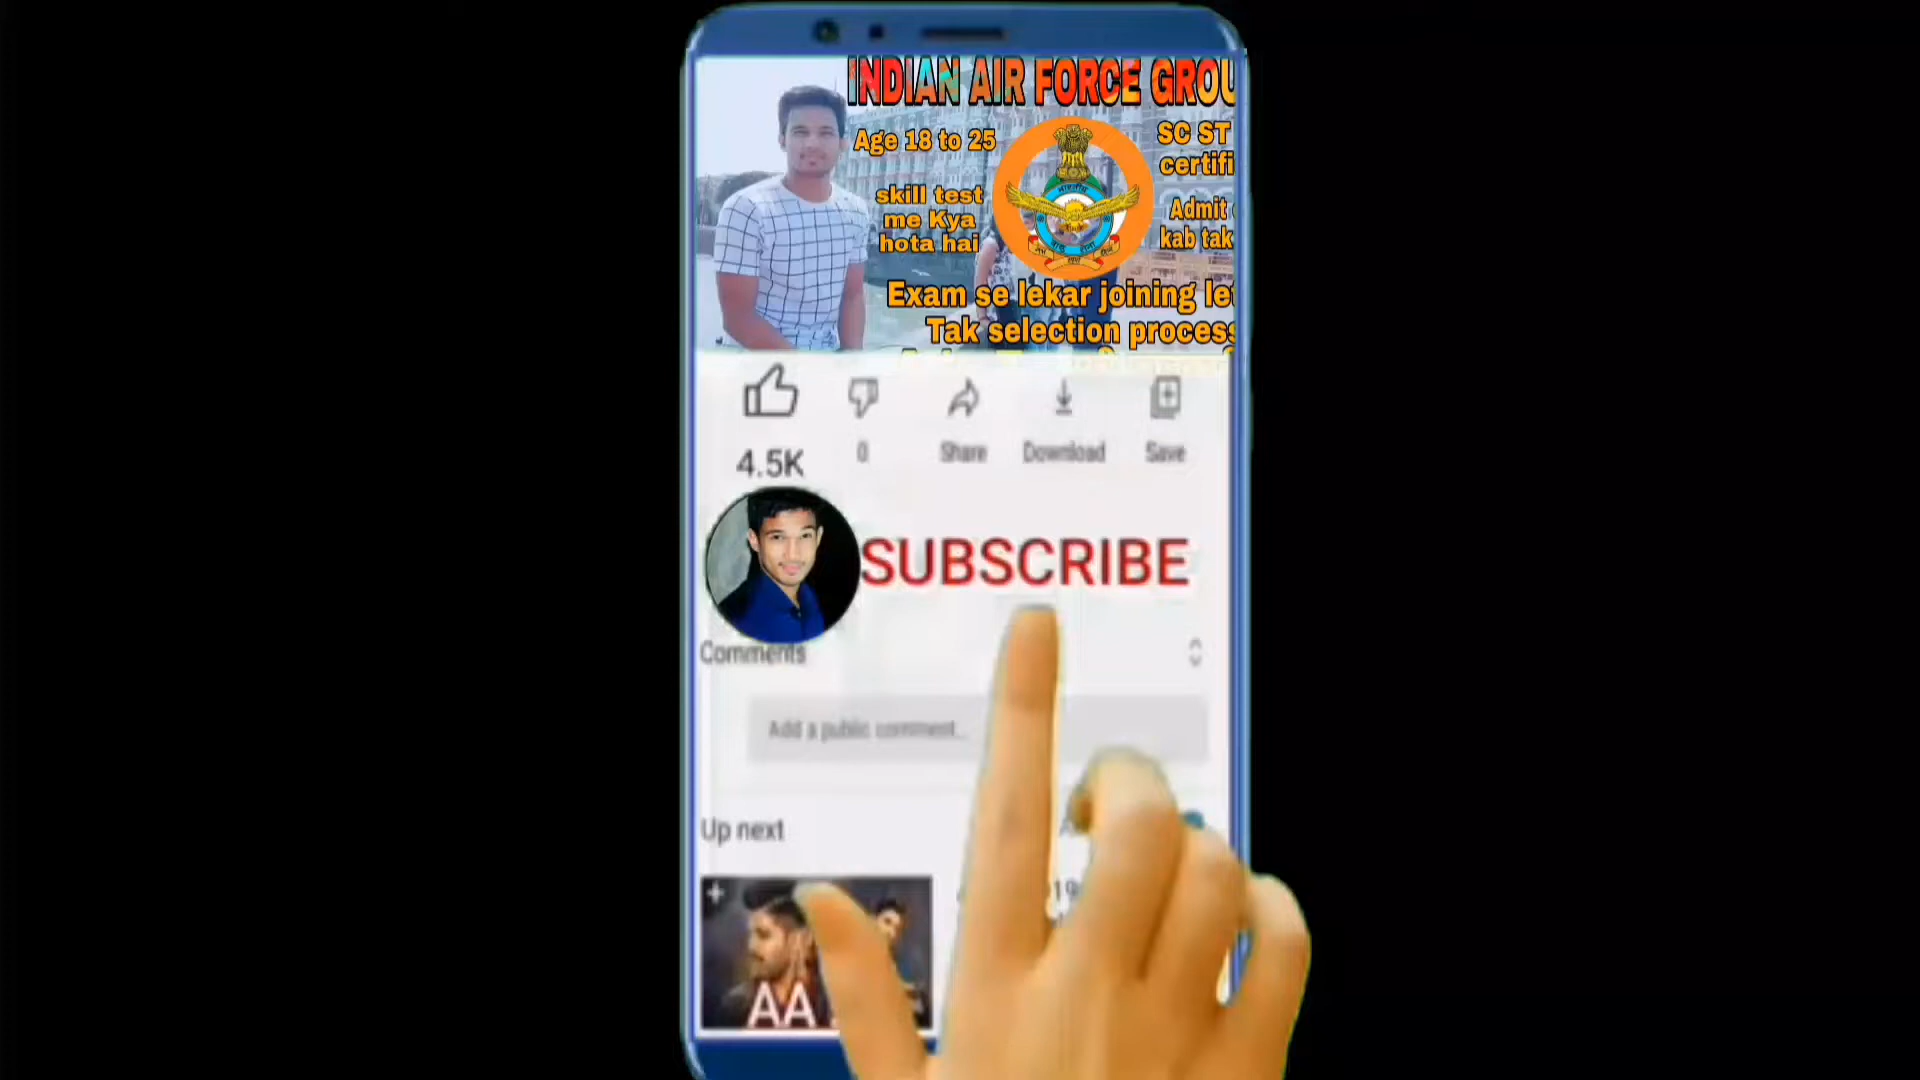 INDIAN AIR FORCE GROU
Age 18 to 25
SC ST
certifi
skill test
me Kya
hota hai
Admit
kab tak
Exam se lekar joining le
Tak selection process
4.5K
0
Share
Download
Save
SUBSCRIBE
Comments
Add a public comment...
Up next
AA